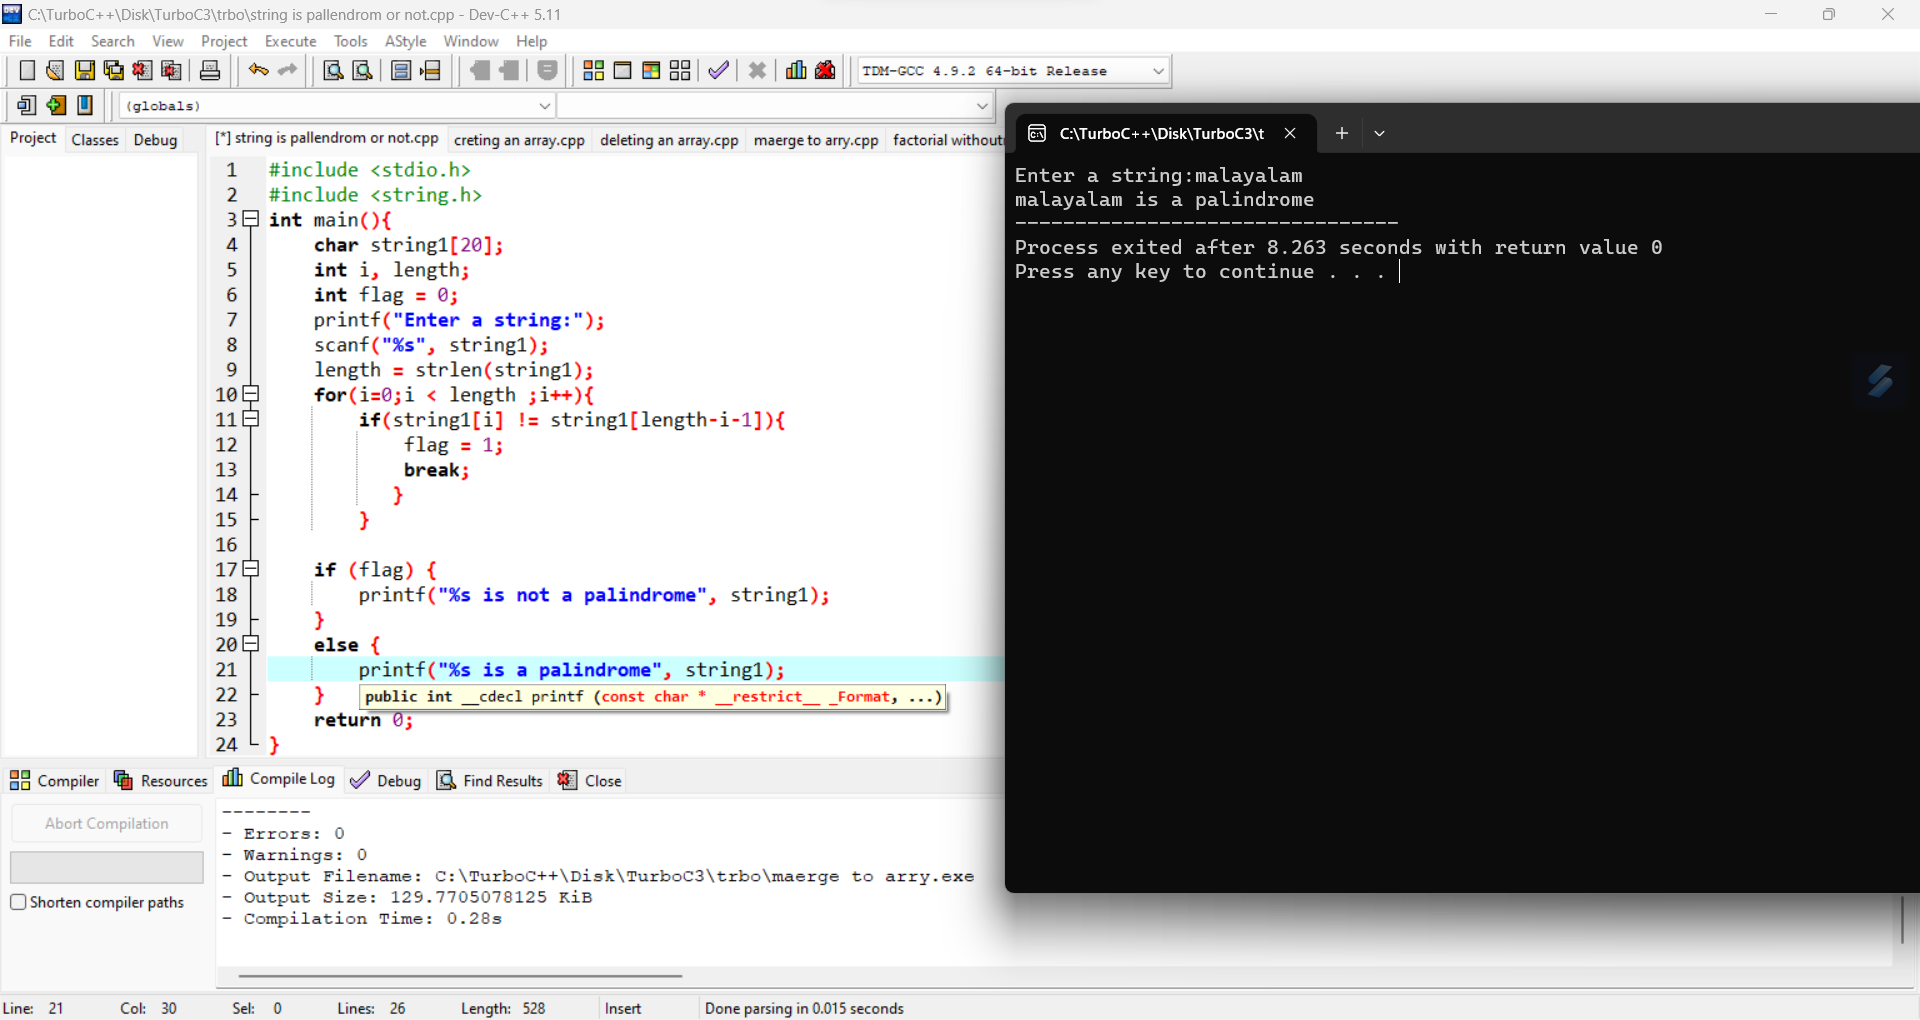 C:\TurboC++\Disk\TurboC3\trbo\string is pallendrom or not.cpp - Dev-C++ 5.11
File Edit Search View Project Execute Tools AStyle Window Help
TDM-GCC 4.9.2 64-bit Release
(globals)
Project Classes Debug
[*] string is pallendrom or not.cpp creting an array.cpp deleting an array.cpp maerge to arry.cpp factorial without
1 #include <stdio.h>
2 #include <string.h>
3 int main(){
4 char string1[20];
5 int i, length;
6 int flag = 0;
7 printf("Enter a string:");
8 scanf("%s", string1);
9 length = strlen(string1);
10 for(i=0;i < length ;i++){
11 if(string1[i] != string1[length-i-1]){
12 flag = 1;
13 break;
14 }
15 }
16
17 if (flag) {
18 printf("%s is not a palindrome", string1);
19 }
20 else {
21 printf("%s is a palindrome", string1);
22 }
public int __cdecl printf (const char * __restrict__ _Format, ...)
23 return 0;
24 }
C:\TurboC++\Disk\TurboC3\t
Enter a string:malayalam
malayalam is a palindrome
--------------------------------
Process exited after 8.263 seconds with return value 0
Press any key to continue . . .
Compiler Resources Compile Log Debug Find Results Close
Abort Compilation
Shorten compiler paths
--------
- Errors: 0
- Warnings: 0
- Output Filename: C:\TurboC++\Disk\TurboC3\trbo\maerge to arry.exe
- Output Size: 129.7705078125 KiB
- Compilation Time: 0.28s
Line: 21 Col: 30 Sel: 0 Lines: 26 Length: 528 Insert Done parsing in 0.015 seconds